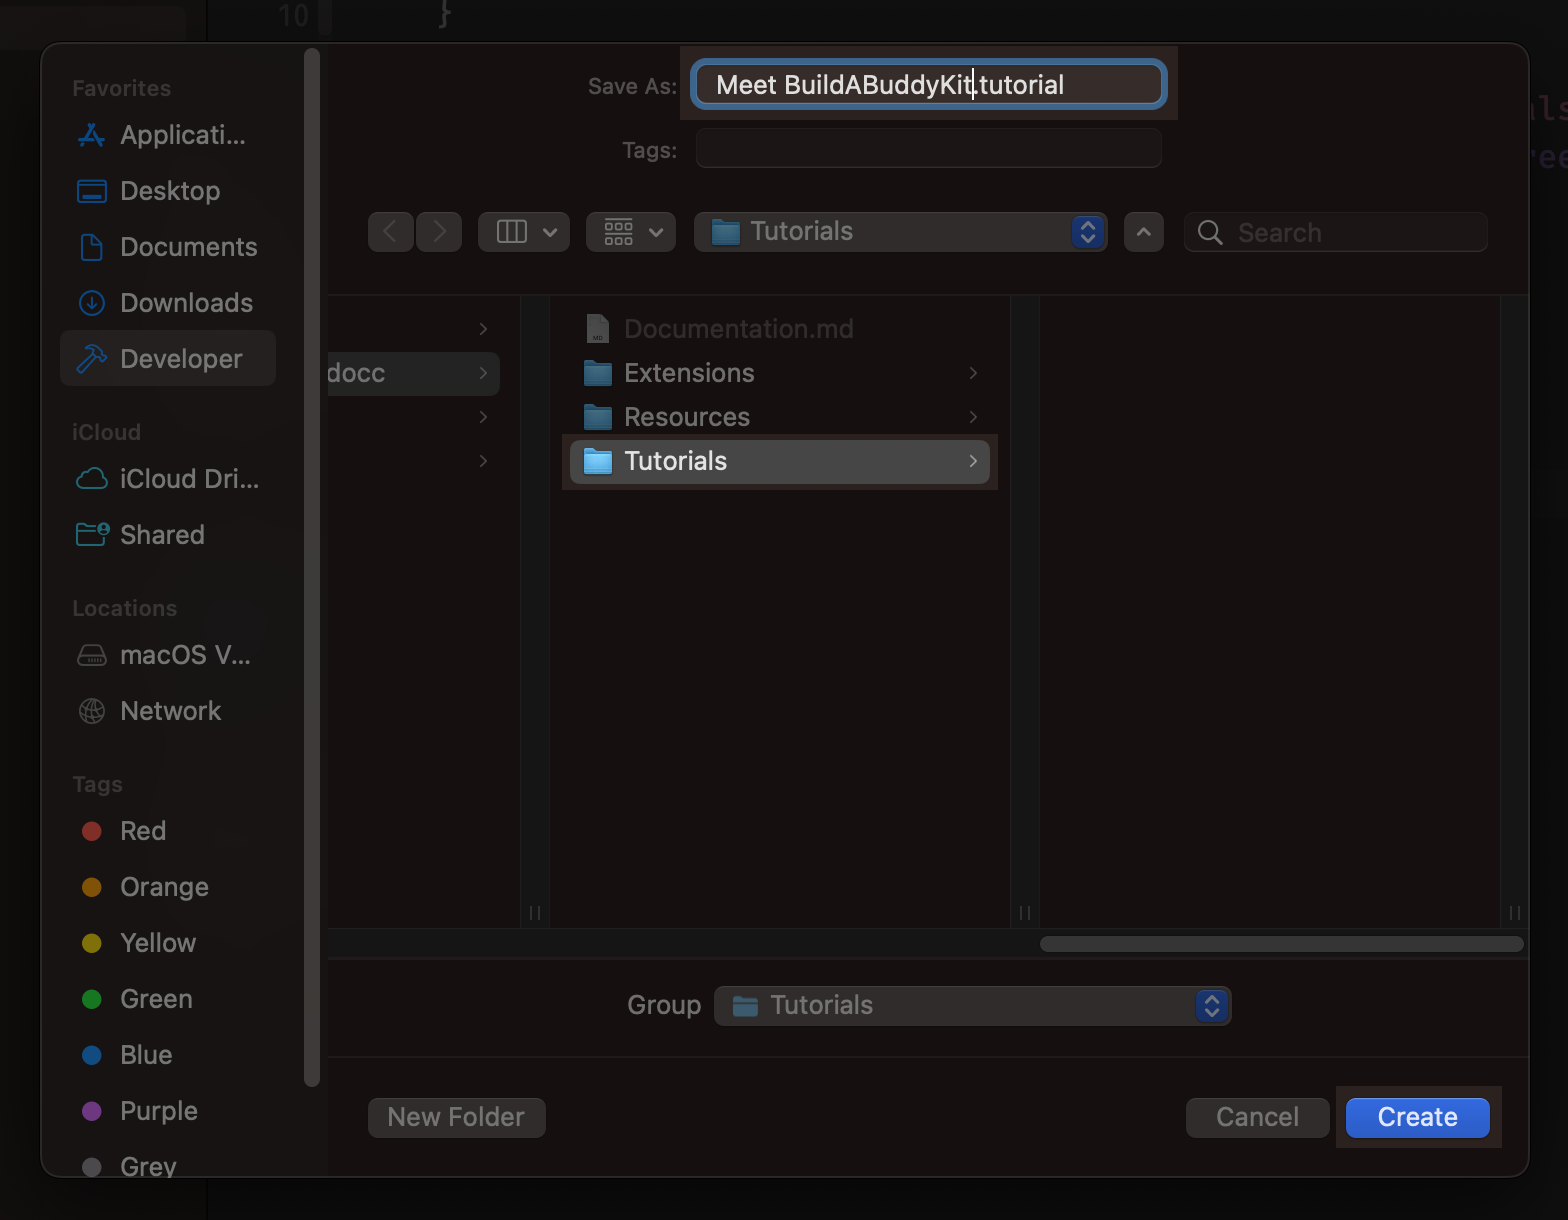 10 }
Favorites
Applicati...
Desktop
Documents
Downloads
Developer
iCloud
iCloud Dri...
Shared
Locations
macOS V...
Network
Tags
Red
Orange
Yellow
Green
Blue
Purple
Grey
Save As: Meet BuildABuddyKit.tutorial
Tags:
Tutorials
Search
docc
MD Documentation.md
Extensions
Resources
Tutorials
Group Tutorials
New Folder
Cancel
Create